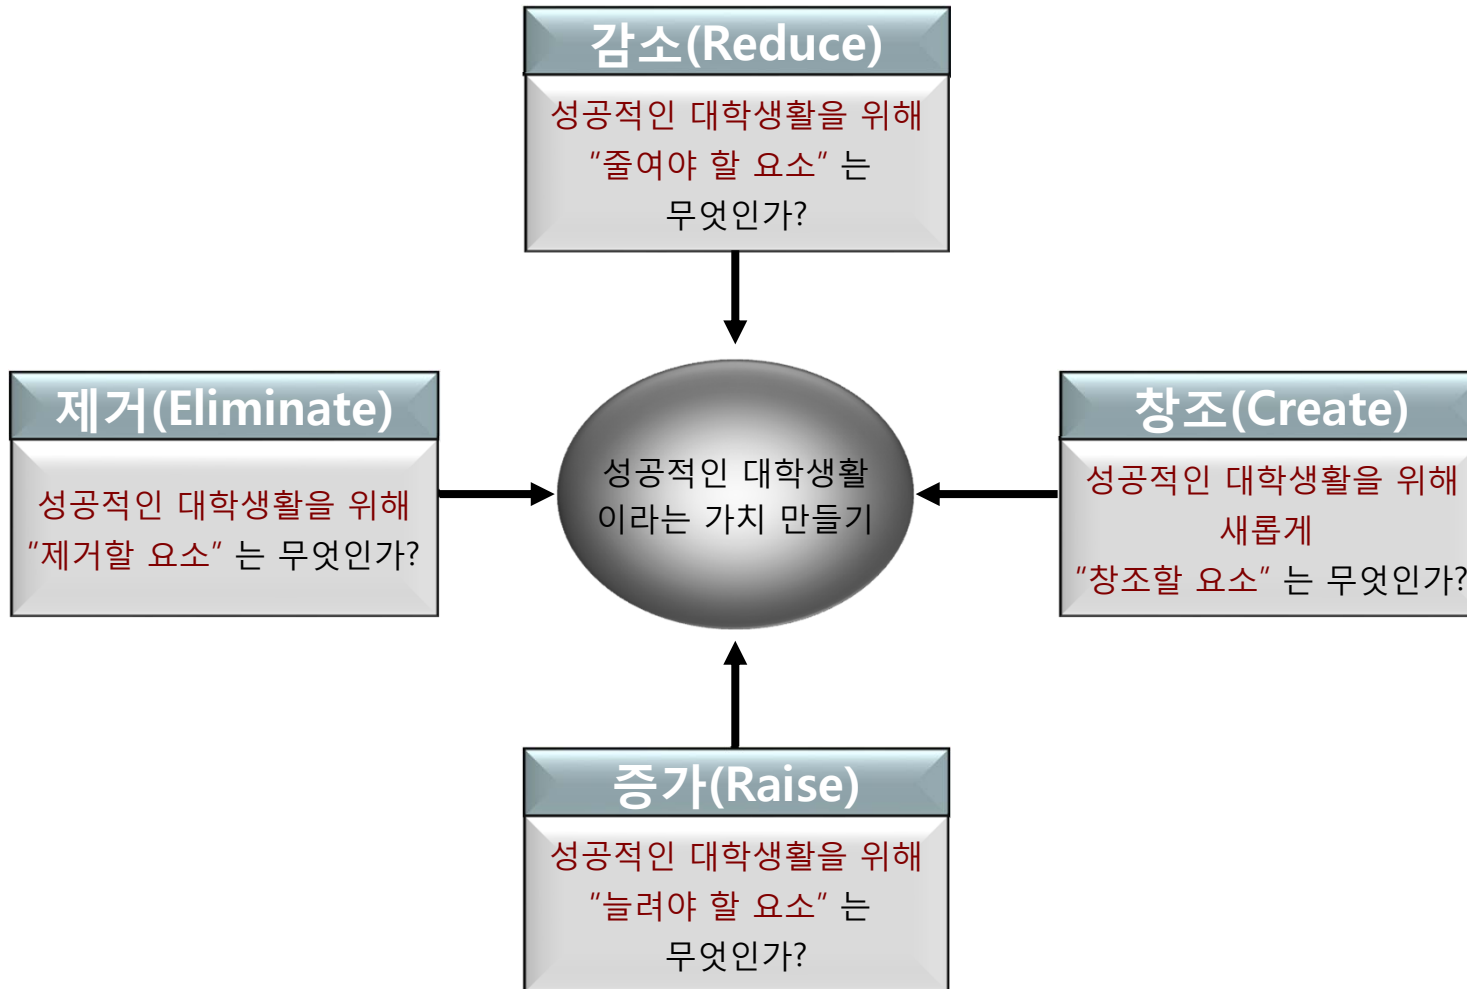 감소(Reduce)
성공적인 대학생활을 위해
"줄여야 할 요소" 는
무엇인가?
제거(Eliminate)
성공적인 대학생활을 위해
"제거할 요소" 는 무엇인가?
성공적인 대학생활
이라는 가치 만들기
창조(Create)
성공적인 대학생활을 위해
새롭게
"창조할 요소" 는 무엇인가?
증가(Raise)
성공적인 대학생활을 위해
"늘려야 할 요소" 는
무엇인가?